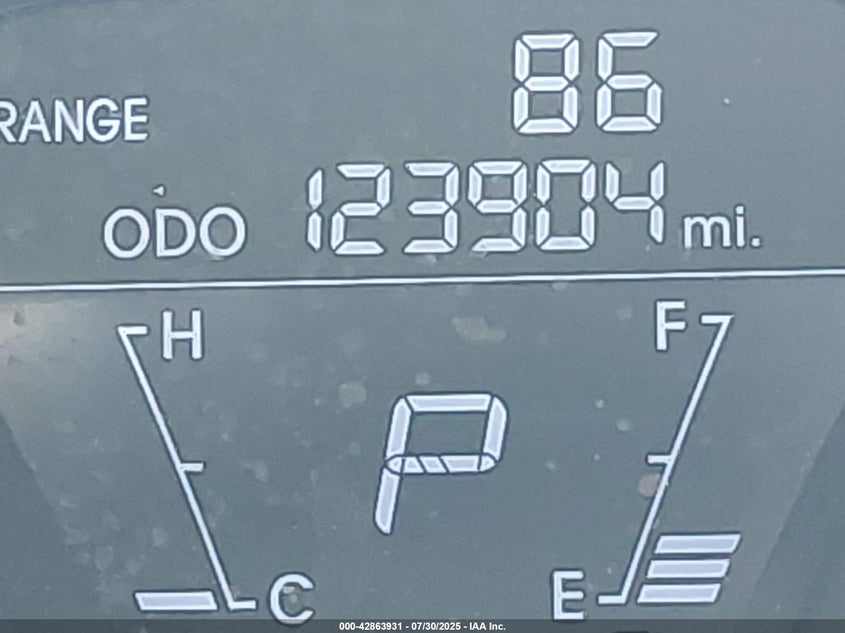 RANGE 86
ODO 123904 mi.
H F
P
C E
000-42863931 - 07/30/2025 - IAA Inc.